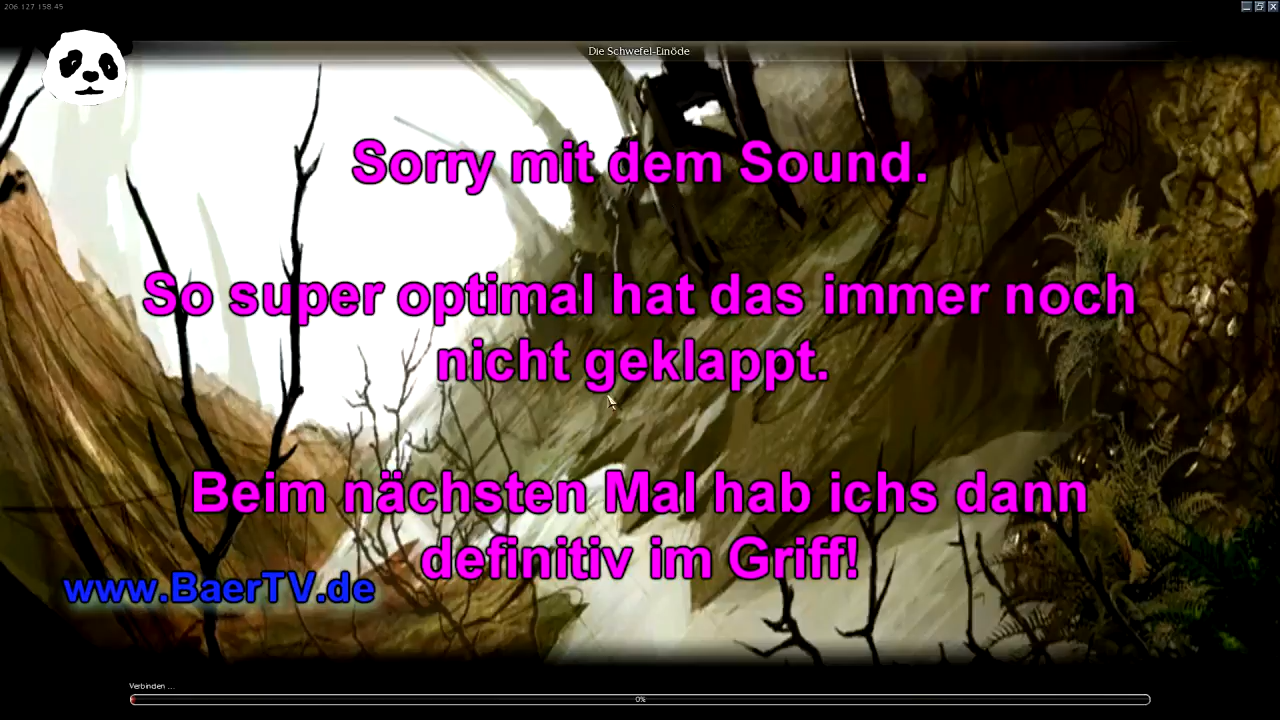 206.127.158.45
Die Schwefel-Einöde
Sorry mit dem Sound.
So super optimal hat das immer noch
nicht geklappt.
Beim nächsten Mal hab ichs dann
definitiv im Griff!
www.BaerTV.de
Verbinden ...
0%